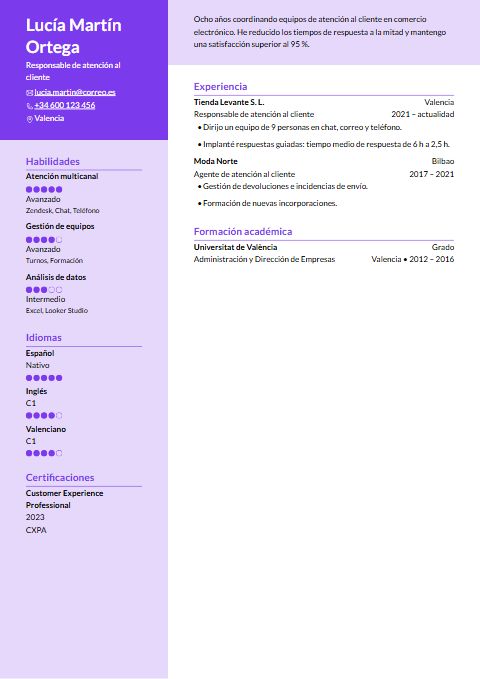 Lucía Martín
Ortega
Responsable de atención al
cliente
lucia.martin@correo.es
+34 600 123 456
Valencia
Habilidades
Atención multicanal
Avanzado
Zendesk, Chat, Teléfono
Gestión de equipos
Avanzado
Turnos, Formación
Análisis de datos
Intermedio
Excel, Looker Studio
Idiomas
Español
Nativo
Inglés
C1
Valenciano
C1
Certificaciones
Customer Experience
Professional
2023
CXPA
Ocho años coordinando equipos de atención al cliente en comercio
electrónico. He reducido los tiempos de respuesta a la mitad y mantengo
una satisfacción superior al 95 %.
Experiencia
Tienda Levante S. L. Valencia
Responsable de atención al cliente 2021 – actualidad
• Dirijo un equipo de 9 personas en chat, correo y teléfono.
• Implanté respuestas guiadas: tiempo medio de respuesta de 6 h a 2,5 h.
Moda Norte Bilbao
Agente de atención al cliente 2017 – 2021
• Gestión de devoluciones e incidencias de envío.
• Formación de nuevas incorporaciones.
Formación académica
Universitat de València Grado
Administración y Dirección de Empresas Valencia • 2012 – 2016